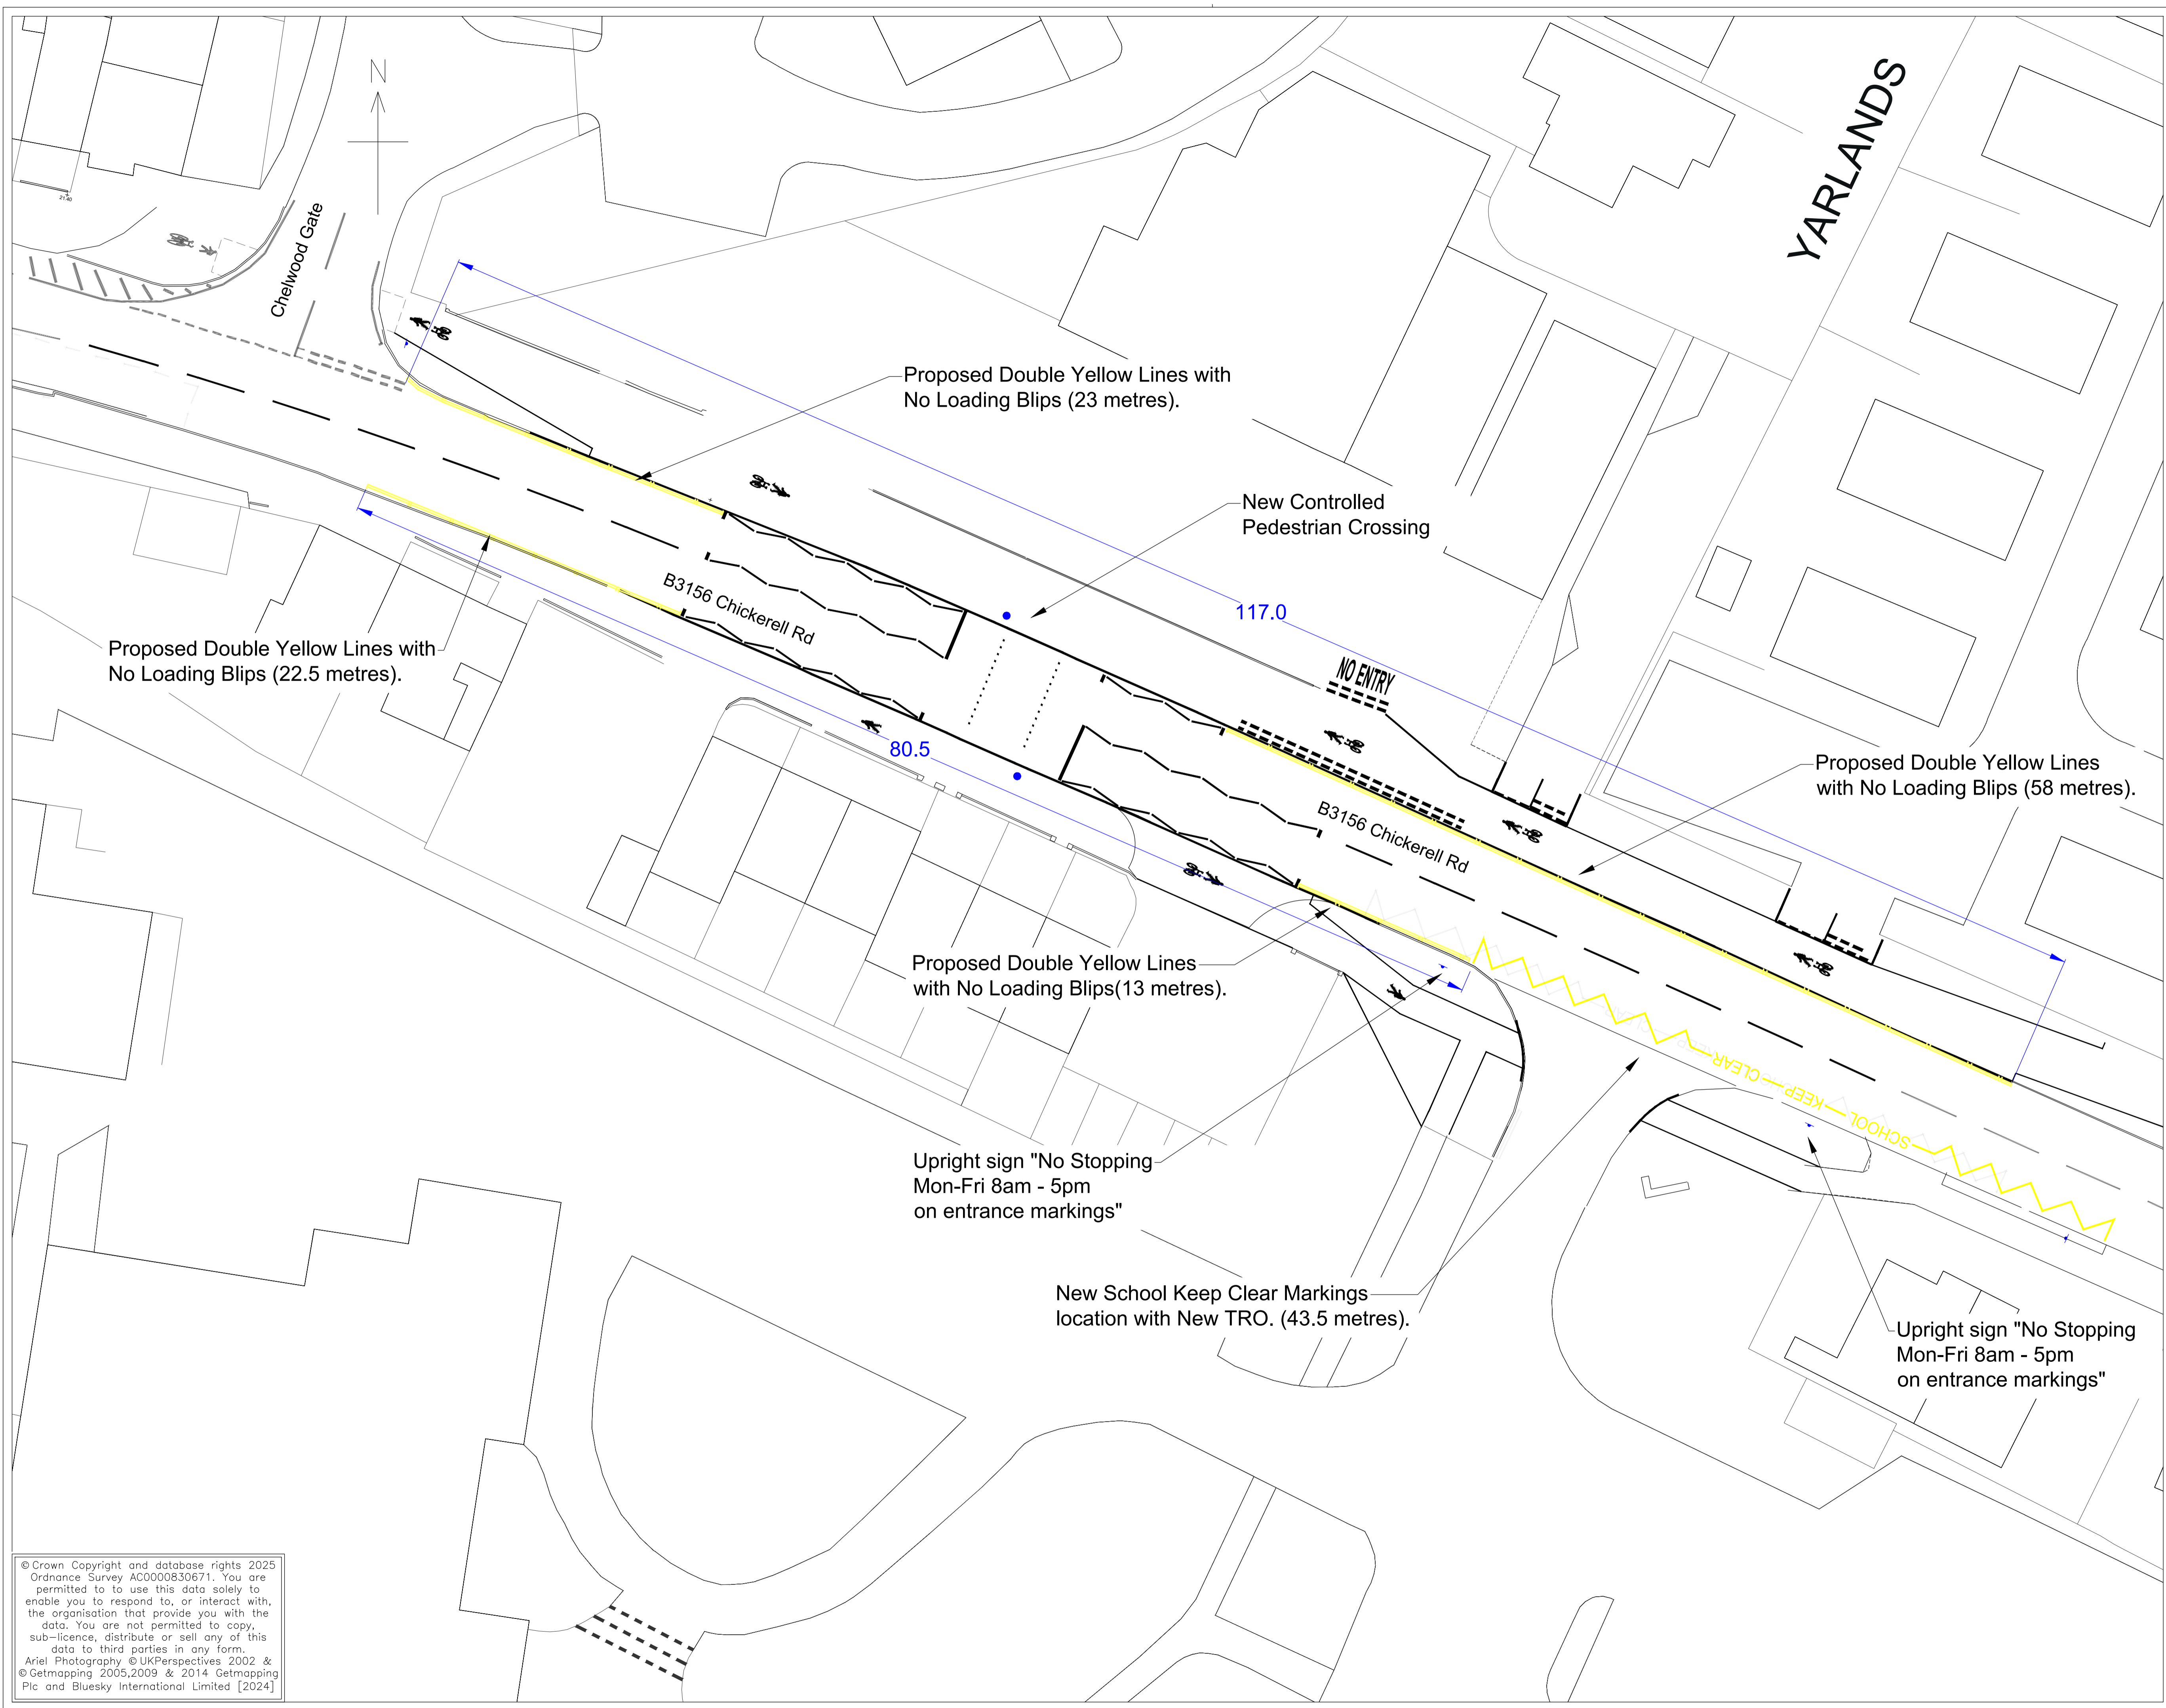 N
YARLANDS
21.40
Chelwood Gate
Proposed Double Yellow Lines with
No Loading Blips (23 metres).
New Controlled
Pedestrian Crossing
B3156 Chickerell Rd
117.0
Proposed Double Yellow Lines with
No Loading Blips (22.5 metres).
NO ENTRY
80.5
Proposed Double Yellow Lines
with No Loading Blips (58 metres).
B3156 Chickerell Rd
Proposed Double Yellow Lines
with No Loading Blips(13 metres).
SCHOOL KEEP CLEAR
Upright sign "No Stopping
Mon-Fri 8am - 5pm
on entrance markings"
New School Keep Clear Markings
location with New TRO. (43.5 metres).
Upright sign "No Stopping
Mon-Fri 8am - 5pm
on entrance markings"
© Crown Copyright and database rights 2025
Ordnance Survey AC0000830671. You are
permitted to to use this data solely to
enable you to respond to, or interact with,
the organisation that provide you with the
data. You are not permitted to copy,
sub-licence, distribute or sell any of this
data to third parties in any form.
Ariel Photography © UKPerspectives 2002 &
© Getmapping 2005,2009 & 2014 Getmapping
Plc and Bluesky International Limited [2024]